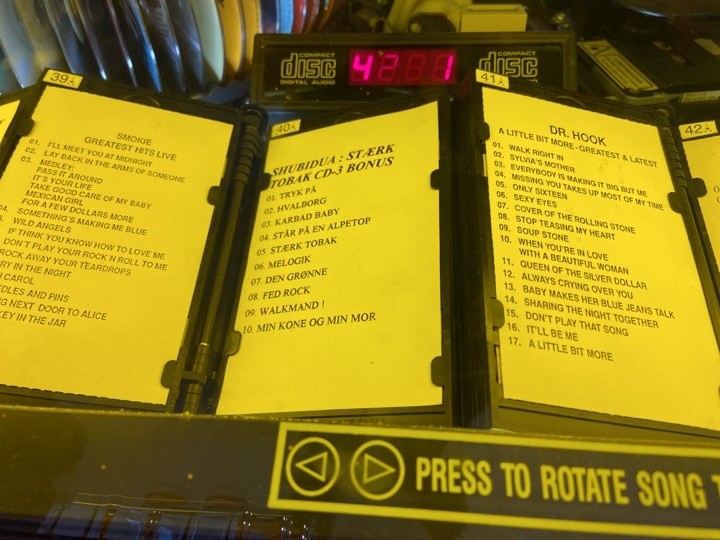 COMPACT
disc
DIGITAL AUDIO
4281
COMPACT
disc
DIGITAL AUDIO
39
SMOKIE
GREATEST HITS LIVE
01. I'LL MEET YOU AT MIDNIGHT
02. LAY BACK IN THE ARMS OF SOMEONE
03. MEDLEY:
PASS IT AROUND
IT'S YOUR LIFE
TAKE GOOD CARE OF MY BABY
MEXICAN GIRL
FOR A FEW DOLLARS MORE
04. SOMETHING'S MAKING ME BLUE
WILD ANGELS
IF THINK YOU KNOW HOW TO LOVE ME
DON'T PLAY YOUR ROCK'N ROLL TO ME
ROCK AWAY YOUR TEARDROPS
IN THE NIGHT
CAROL
AND PINS
NEXT DOOR TO ALICE
IN THE JAR
40
SHUBIDUA : STÆRK
TOBAK CD-3 BONUS
01. TRYK PÅ
02. HVALBORG
03. KARBAD BABY
04. STÅR PÅ EN ALPETOP
05. STÆRK TOBAK
06. MELOGIK
07. DEN GRØNNE
08. FED ROCK
09. WALKMAND !
10. MIN KONE OG MIN MOR
41
DR. HOOK
A LITTLE BIT MORE - GREATEST & LATEST
01. WALK RIGHT IN
02. SYLVIA'S MOTHER
03. EVERYBODY IS MAKING IT BIG BUT ME
04. MISSING YOU TAKES UP MOST OF MY TIME
05. ONLY SIXTEEN
06. SEXY EYES
07. COVER OF THE ROLLING STONE
08. STOP TEASING MY HEART
09. SOUP STONE
10. WHEN YOU'RE IN LOVE
WITH A BEAUTIFUL WOMAN
11. QUEEN OF THE SILVER DOLLAR
12. ALWAYS CRYING OVER YOU
13. BABY MAKES HER BLUE JEANS TALK
14. SHARING THE NIGHT TOGETHER
15. DON'T PLAY THAT SONG
16. IT'LL BE ME
17. A LITTLE BIT MORE
42
PRESS TO ROTATE SONG T